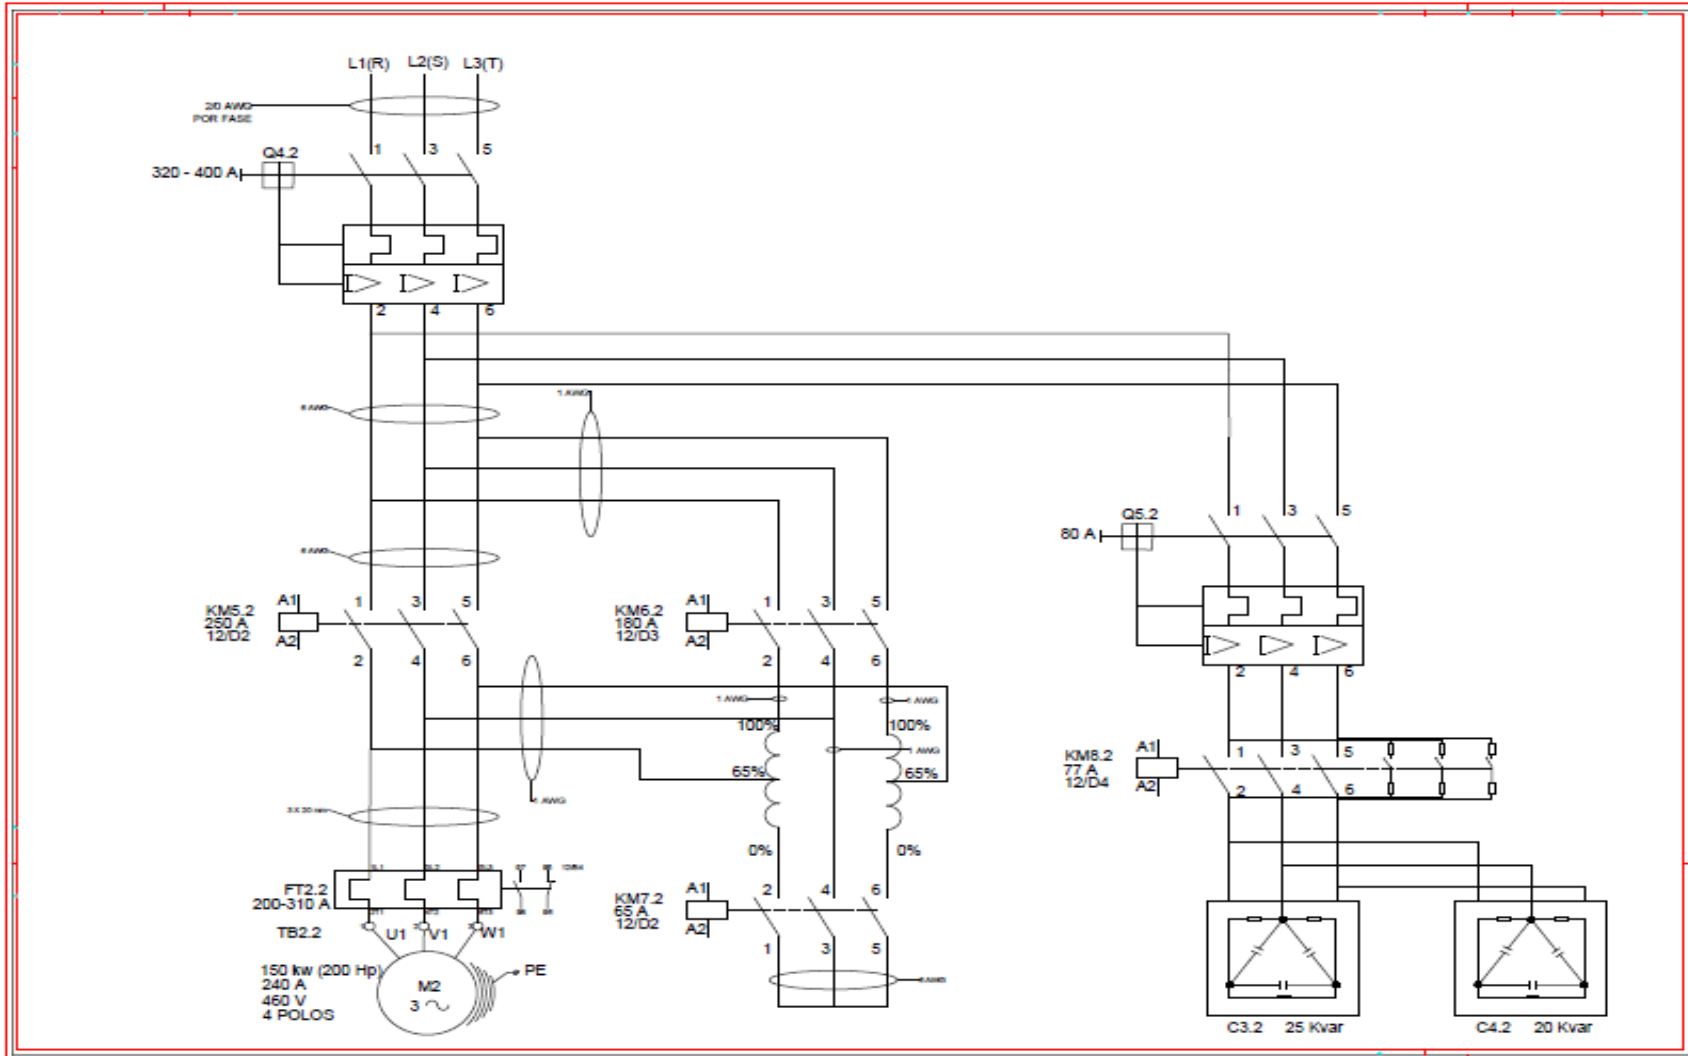 L1(R) L2(S) L3(T)
2/0 AWG
POR FASE
Q4.2
1 3 5
320 - 400 A
2 4 6
1 AWG
Q5.2
1 3 5
80 A
KM5.2
250 A
12/D2
A1
A2
1 3 5
2 4 6
KM6.2
180 A
12/D3
A1
A2
1 3 5
2 4 6
2 4 6
1 AWG
1 AWG
100% 100%
1 AWG
65% 65%
1 AWG
KM8.2
77 A
12/D4
A1
A2
1 3 5
2 4 6
0% 0%
FT2.2
200-310 A
TB2.2
U1 V1 W1
KM7.2
65 A
12/D2
A1
A2
2 4 6
1 3 5
150 kw (200 Hp)
240 A
460 V
4 POLOS
M2
3
PE
C3.2 25 Kvar
C4.2 20 Kvar